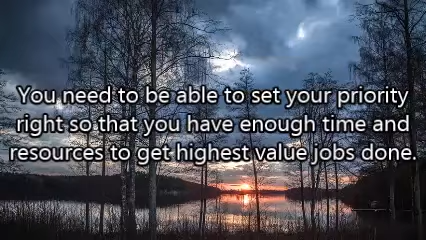 You need to be able to set your priority
right so that you have enough time and
resources to get highest value jobs done.